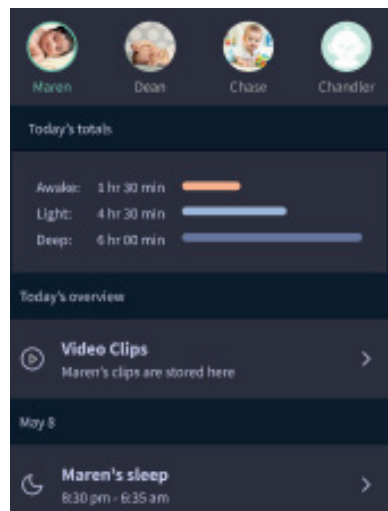 Maren Dean Chase Chandler
Today's totals
Awake: 1 hr 30 min
Light: 4 hr 30 min
Deep: 6 hr 00 min
Today's overview
Video Clips
Maren's clips are stored here
May 8
Maren's sleep
8:30 pm - 6:35 am